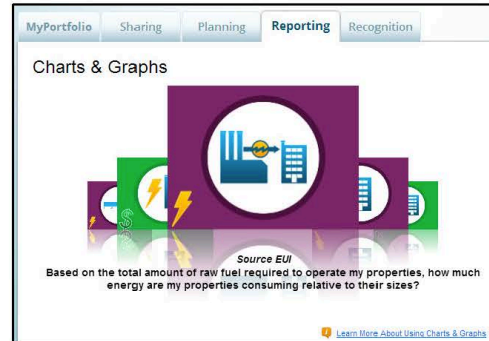 MyPortfolio Sharing Planning Reporting Recognition
Charts & Graphs
Source EUI
Based on the total amount of raw fuel required to operate my properties, how much
energy are my properties consuming relative to their sizes?
Learn More About Using Charts & Graphs